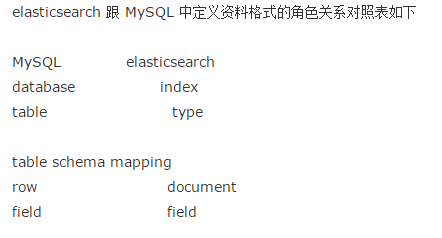 elasticsearch 跟 MySQL 中定义资料格式的角色关系对照表如下
MySQL elasticsearch
database index
table type
table schema mapping
row document
field field